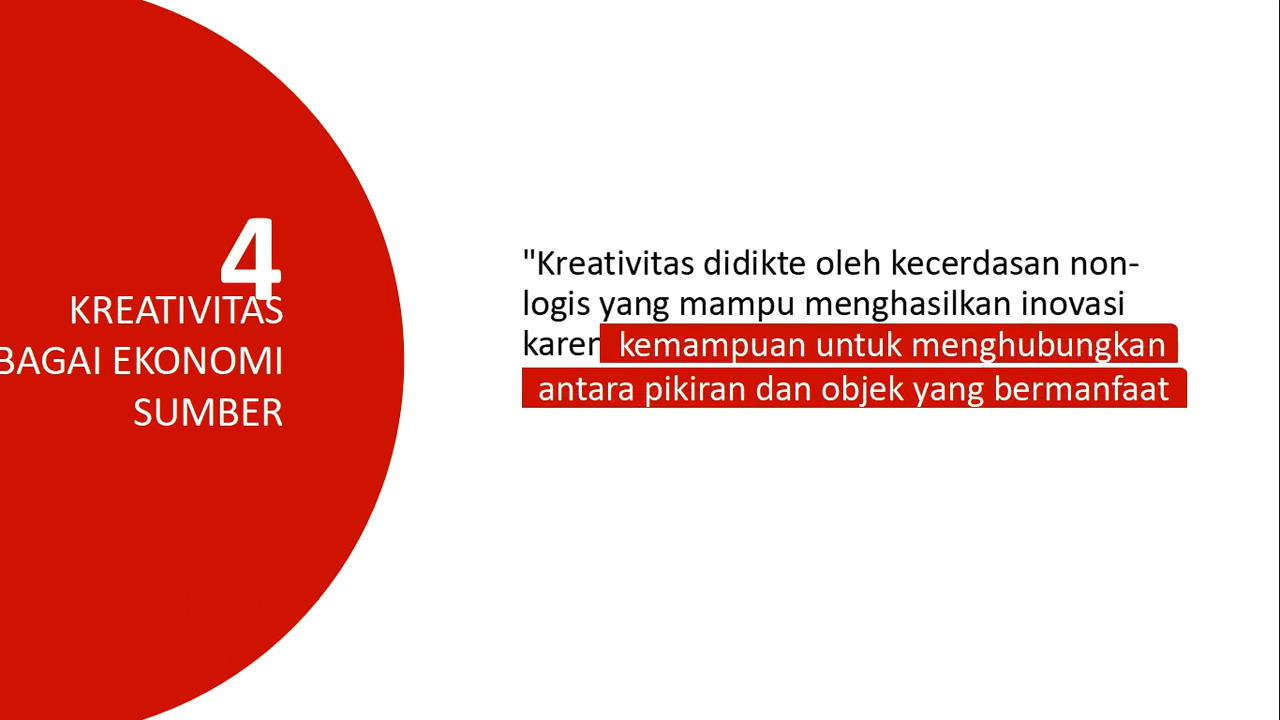 4
KREATIVITAS
BAGAI EKONOMI
SUMBER
"Kreativitas didikte oleh kecerdasan non-
logis yang mampu menghasilkan inovasi
karen kemampuan untuk menghubungkan
antara pikiran dan objek yang bermanfaat